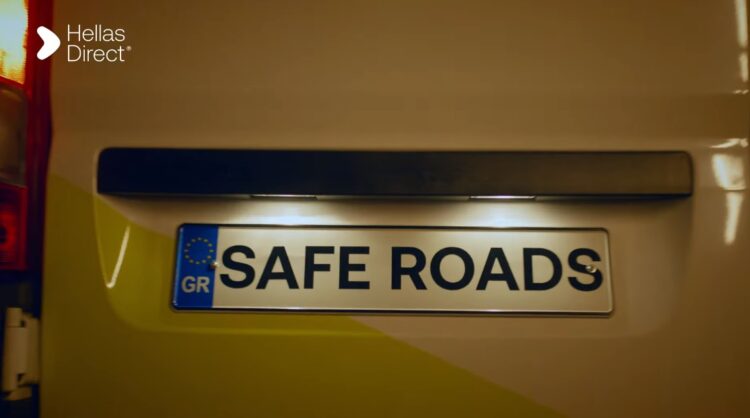 Hellas
Direct®
SAFE ROADS
GR